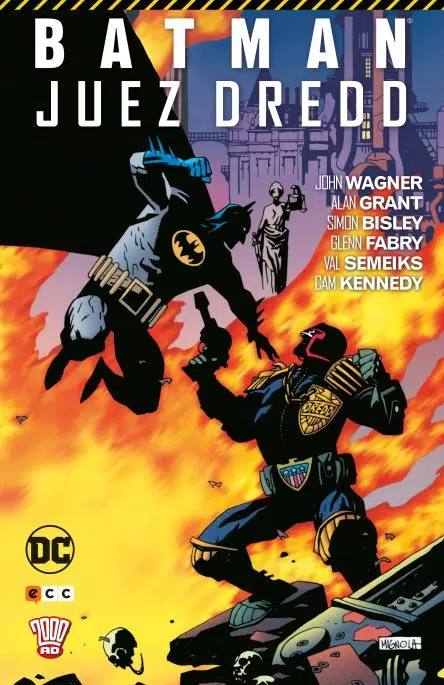 BATMAN®
JUEZ DREDD
JOHN WAGNER
ALAN GRANT
SIMON BISLEY
GLENN FABRY
VAL SEMEIKS
CAM KENNEDY
DREDD
DC
ecc
2000
AD
MIGNOLA